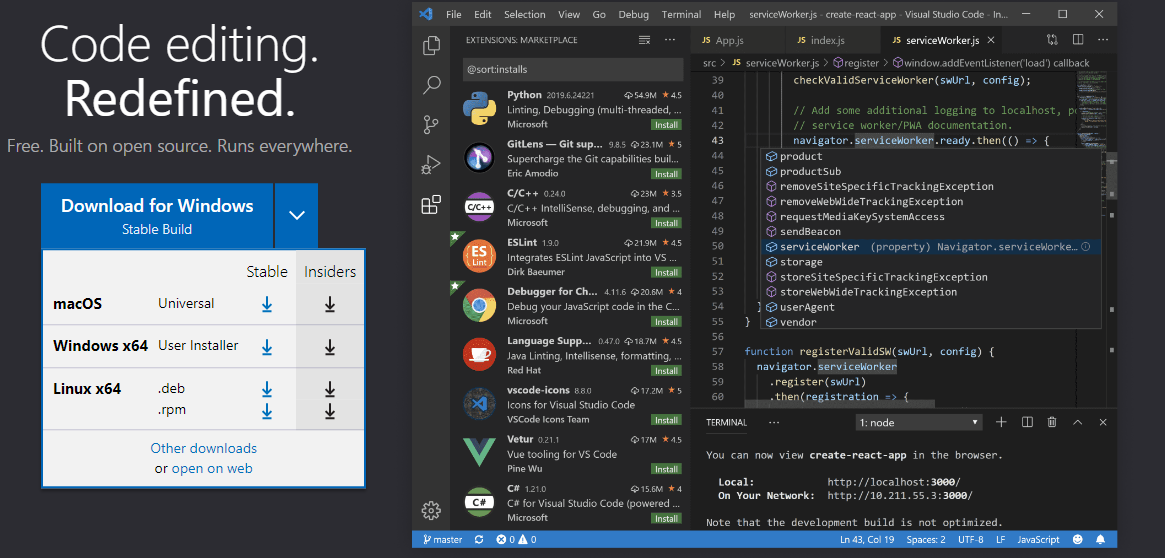 Code editing.
Redefined.
Free. Built on open source. Runs everywhere.
Download for Windows
Stable Build
Stable Insiders
macOS Universal
Windows x64 User Installer
Linux x64 .deb
.rpm
Other downloads
or open on web
File Edit Selection View Go Debug Terminal Help serviceWorker.js - create-react-app - Visual Studio Code - In...
EXTENSIONS: MARKETPLACE ...
@sort:installs
Python 2019.6.24221 54.9M 4.5
Linting, Debugging (multi-threaded, ...
Microsoft Install
GitLens — Git sup... 9.8.5 23.1M 5
Supercharge the Git capabilities buil...
Eric Amodio Install
C/C++ 0.24.0 23M 3.5
C/C++ IntelliSense, debugging, and ...
Microsoft Install
ESLint 1.9.0 21.9M 4.5
Integrates ESLint JavaScript into VS ...
Dirk Baeumer Install
Debugger for Ch... 4.11.6 20.6M 4
Debug your JavaScript code in the C...
Microsoft Install
Language Supp... 0.47.0 18.7M 4.5
Java Linting, Intellisense, formatting, ...
Red Hat Install
vscode-icons 8.8.0 17.2M 5
Icons for Visual Studio Code
VSCode Icons Team Install
Vetur 0.21.1 17M 4.5
Vue tooling for VS Code
Pine Wu Install
C# 1.21.0 15.6M 4
C# for Visual Studio Code (powered ...
Microsoft Install
C/C++
ES
Lint
C#
JS App.js JS index.js JS serviceWorker.js ...
src > JS serviceWorker.js > register > window.addEventListener('load') callback
39 checkValidServiceWorker(swUrl, config);
40
41 // Add some additional logging to localhost, po
42 // service worker/PWA documentation.
43 navigator.serviceWorker.ready.then(() => {
44 product
45 productSub
46 removeSiteSpecificTrackingException
47 removeWebWideTrackingException
48 requestMediaKeySystemAccess
49 sendBeacon
50 serviceWorker (property) Navigator.serviceWorke...
51 storage
52 storeSiteSpecificTrackingException
53 storeWebWideTrackingException
54 } userAgent
55 } vendor
56
57 function registerValidSW(swUrl, config) {
58 navigator.serviceWorker
59 .register(swUrl)
60 .then(registration => {
TERMINAL ... 1: node
You can now view create-react-app in the browser.
Local: http://localhost:3000/
On Your Network: http://10.211.55.3:3000/
Note that the development build is not optimized.
master 0 0 Ln 43, Col 19 Spaces: 2 UTF-8 LF JavaScript